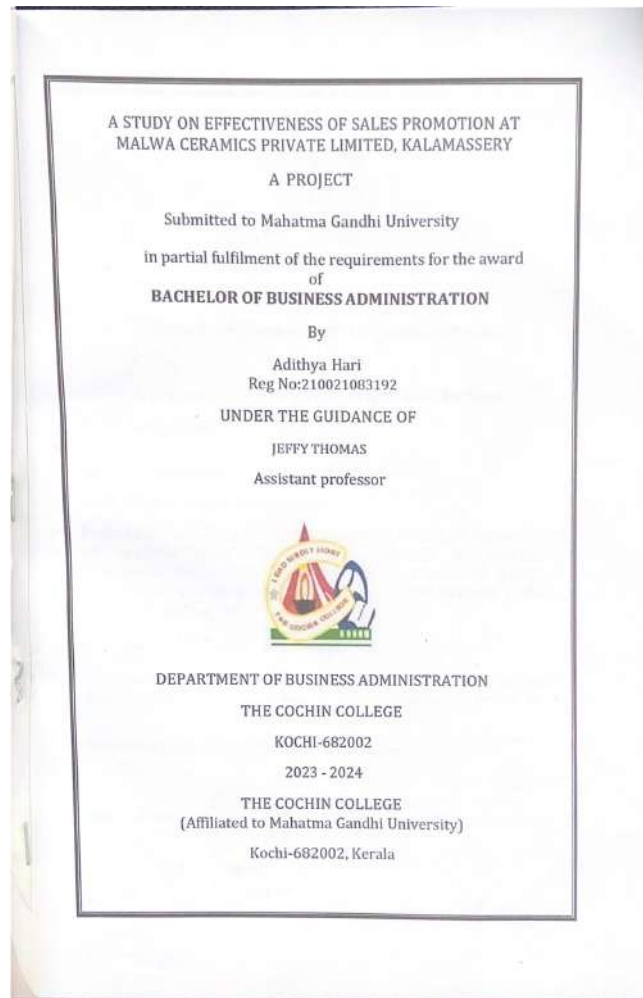 A STUDY ON EFFECTIVENESS OF SALES PROMOTION AT
MALWA CERAMICS PRIVATE LIMITED, KALAMASSERY
A PROJECT
Submitted to Mahatma Gandhi University
in partial fulfilment of the requirements for the award
of
BACHELOR OF BUSINESS ADMINISTRATION
By
Adithya Hari
Reg No:210021083192
UNDER THE GUIDANCE OF
JEFFY THOMAS
Assistant professor
THE COCHIN COLLEGE
DEPARTMENT OF BUSINESS ADMINISTRATION
THE COCHIN COLLEGE
KOCHI-682002
2023 - 2024
THE COCHIN COLLEGE
(Affiliated to Mahatma Gandhi University)
Kochi-682002, Kerala